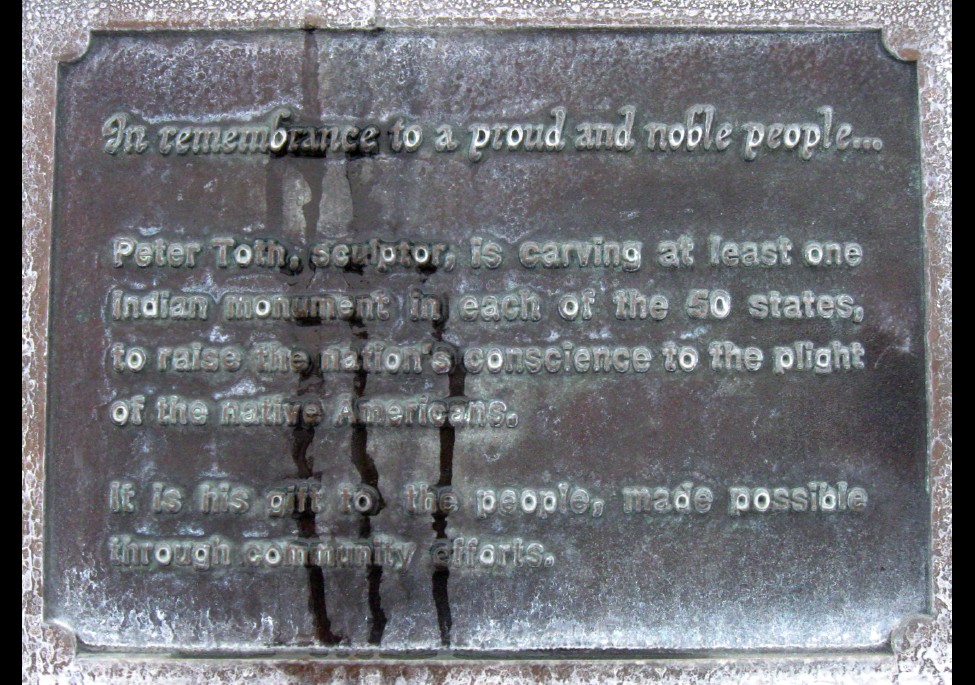 In remembrance to a proud and noble people...
Peter Toth, sculptor, is carving at least one
Indian monument in each of the 50 states,
to raise the nation's conscience to the plight
of the native Americans.
It is his gift to the people, made possible
through community efforts.